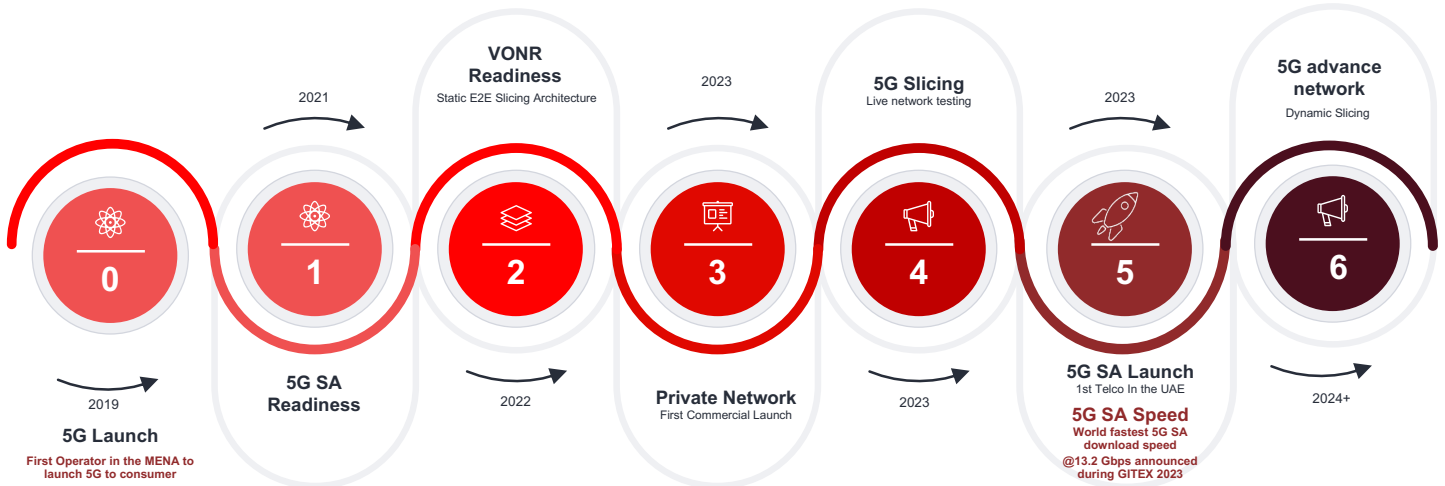 0
2019
5G Launch
First Operator in the MENA to
launch 5G to consumer
2021
1
5G SA
Readiness
VONR
Readiness
Static E2E Slicing Architecture
2
2022
2023
3
Private Network
First Commercial Launch
5G Slicing
Live network testing
4
2023
2023
5
5G SA Launch
1st Telco In the UAE
5G SA Speed
World fastest 5G SA
download speed
@13.2 Gbps announced
during GITEX 2023
5G advance
network
Dynamic Slicing
6
2024+